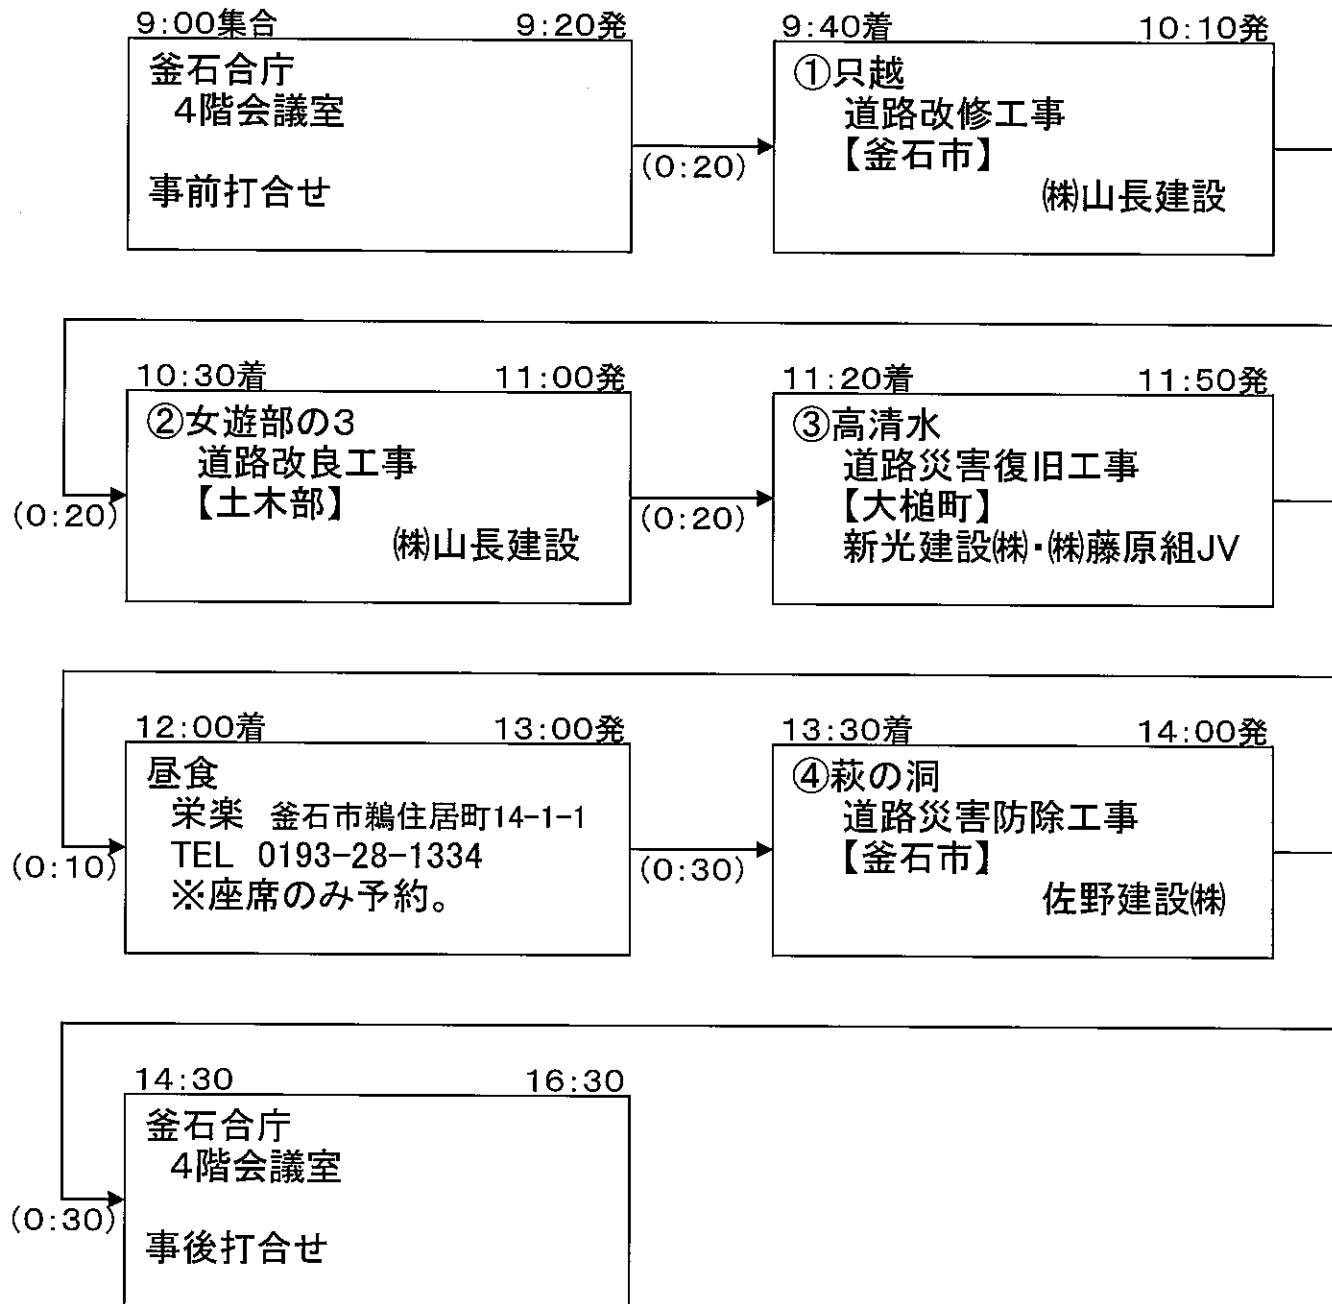 9:00集合 9:20発
釜石合庁
4階会議室
事前打合せ
(0:20)
9:40着 10:10発
①只越
道路改修工事
【釜石市】
㈱山長建設
(0:20)
10:30着 11:00発
②女遊部の3
道路改良工事
【土木部】
㈱山長建設
(0:20)
11:20着 11:50発
③高清水
道路災害復旧工事
【大槌町】
新光建設㈱・㈱藤原組JV
(0:10)
12:00着 13:00発
昼食
栄楽 釜石市鵜住居町14-1-1
TEL 0193-28-1334
※座席のみ予約。
(0:30)
13:30着 14:00発
④萩の洞
道路災害防除工事
【釜石市】
佐野建設㈱
(0:30)
14:30 16:30
釜石合庁
4階会議室
事後打合せ